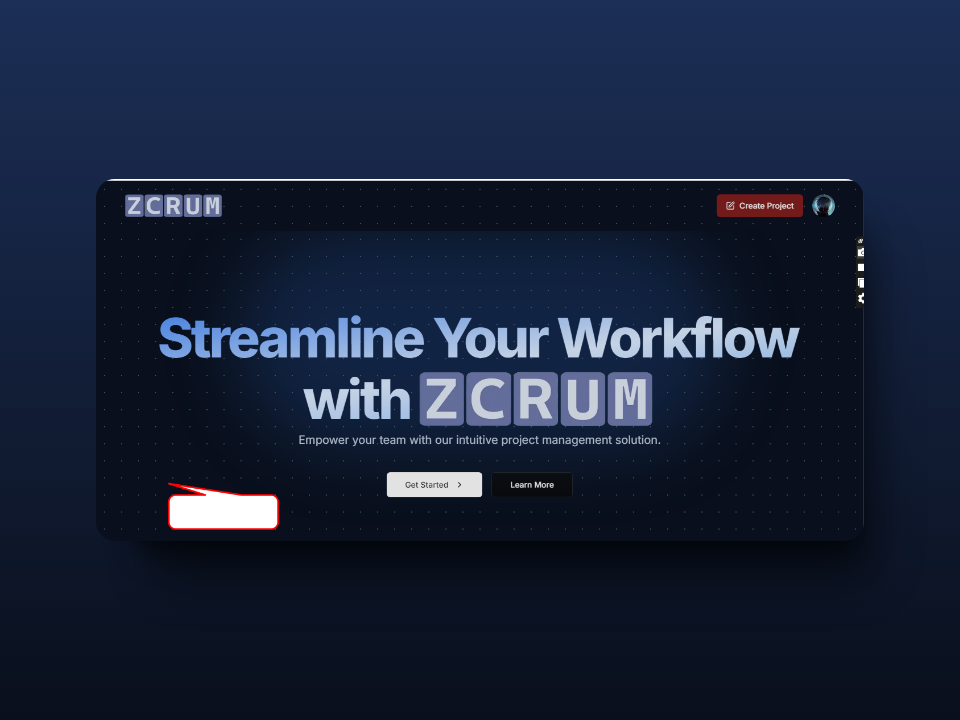 ZCRUM
Create Project
Streamline Your Workflow
with ZCRUM
Empower your team with our intuitive project management solution.
Get Started
Learn More